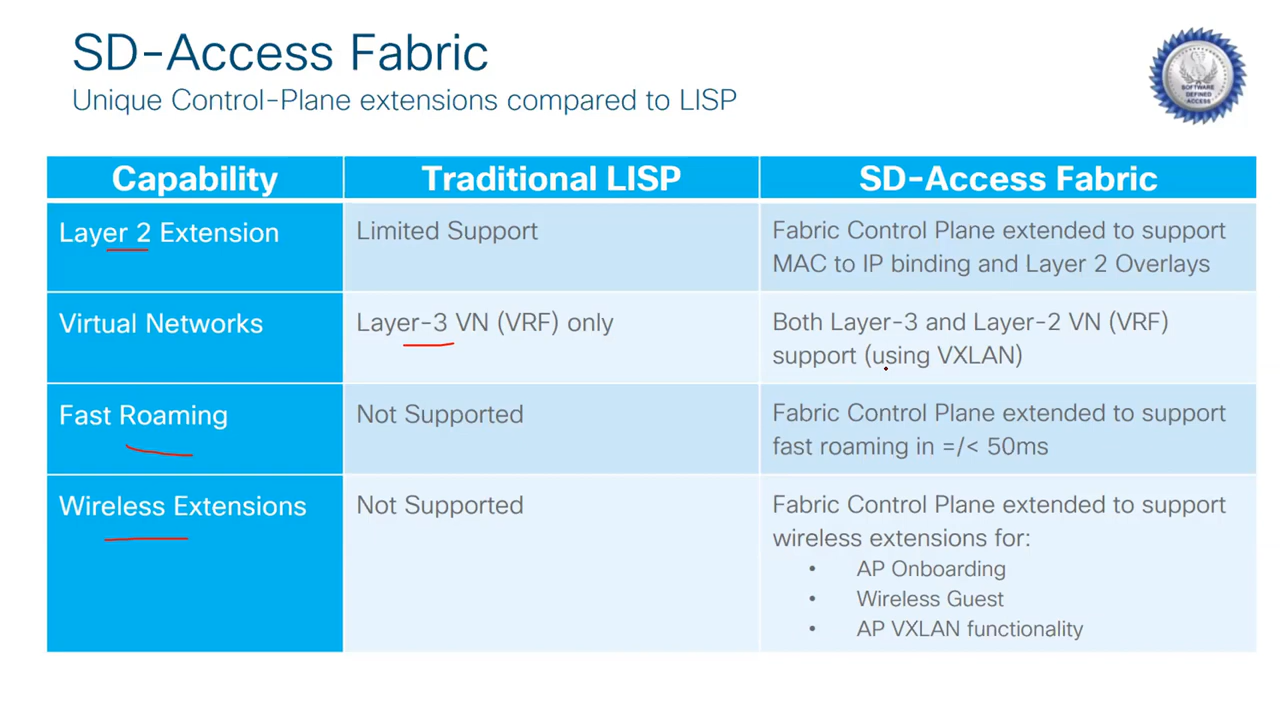 SD-Access Fabric
Unique Control-Plane extensions compared to LISP
SOFTWARE
DEFINED
ACCESS
Capability
Traditional LISP
SD-Access Fabric
Layer 2 Extension
Limited Support
Fabric Control Plane extended to support
MAC to IP binding and Layer 2 Overlays
Virtual Networks
Layer-3 VN (VRF) only
Both Layer-3 and Layer-2 VN (VRF)
support (using VXLAN)
Fast Roaming
Not Supported
Fabric Control Plane extended to support
fast roaming in =/< 50ms
Wireless Extensions
Not Supported
Fabric Control Plane extended to support
wireless extensions for:
• AP Onboarding
• Wireless Guest
• AP VXLAN functionality